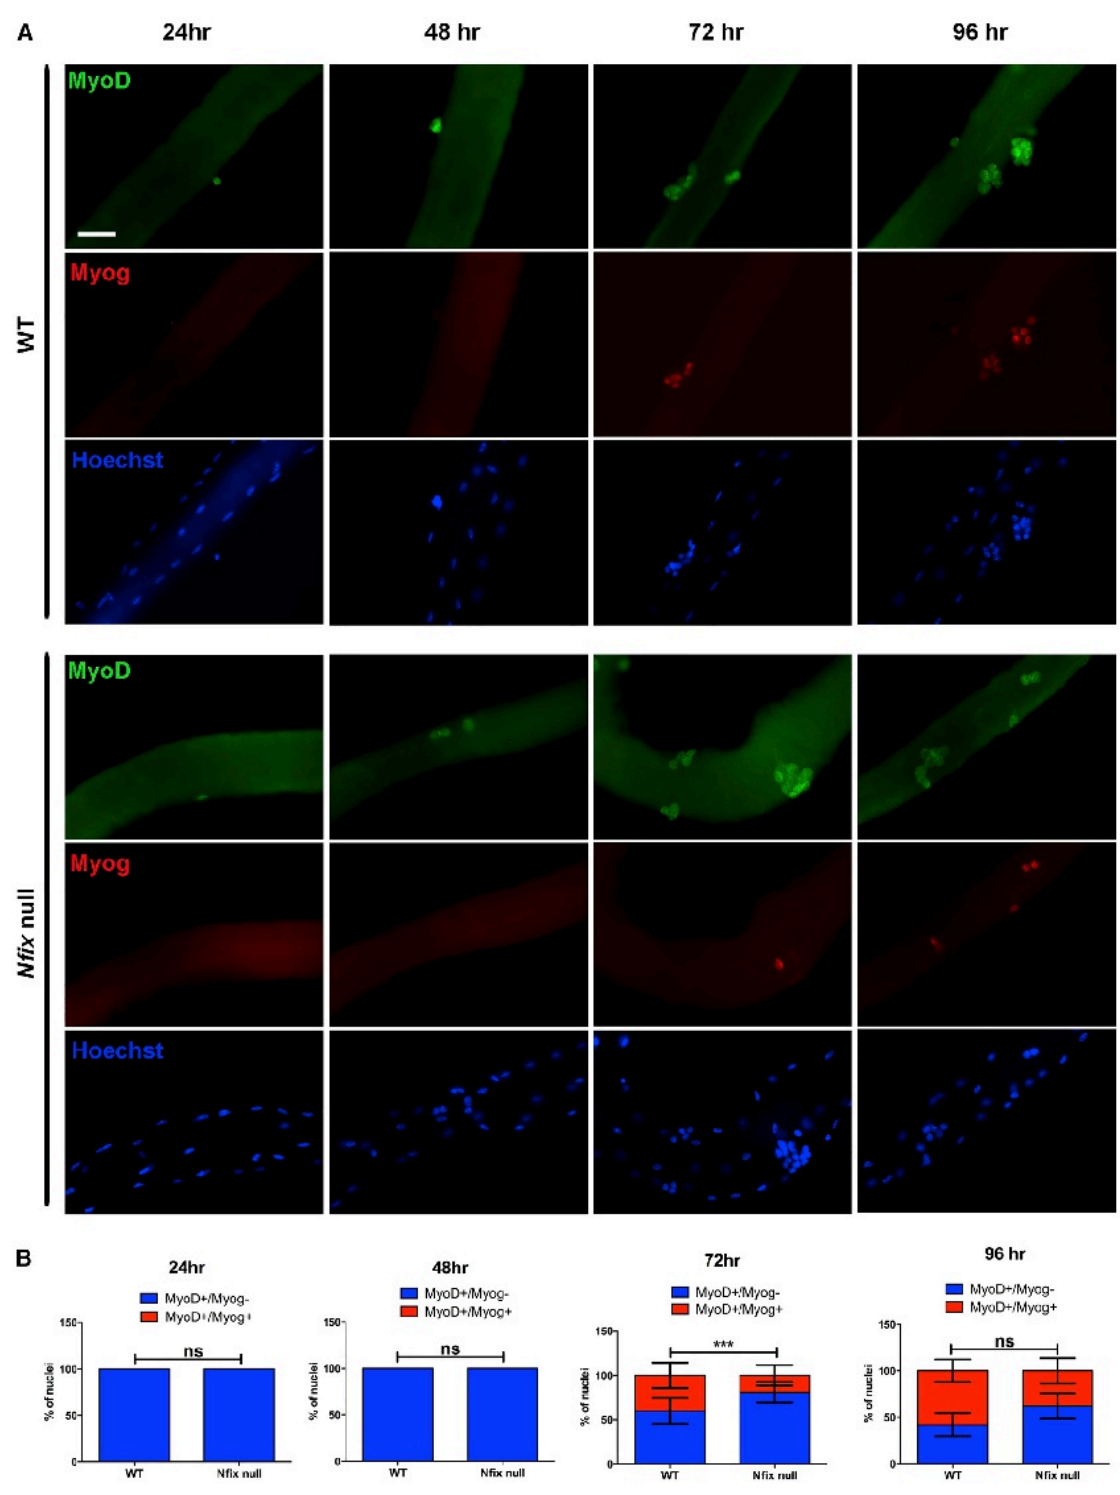 A
24hr
48 hr
72 hr
96 hr
WT
MyoD
Myog
Hoechst
Nfix null
MyoD
Myog
Hoechst
B
24hr
MyoD+/Myog-
MyoD+/Myog+
% of nuclei
150
100
50
0
ns
WT
Nfix null
48hr
MyoD+/Myog-
MyoD+/Myog+
% of nuclei
150
100
50
0
ns
WT
Nfix null
72hr
MyoD+/Myog-
MyoD+/Myog+
% of nuclei
150
100
50
0
***
WT
Nfix null
96 hr
MyoD+/Myog-
MyoD+/Myog+
% of nuclei
150
100
50
0
ns
WT
Nfix null